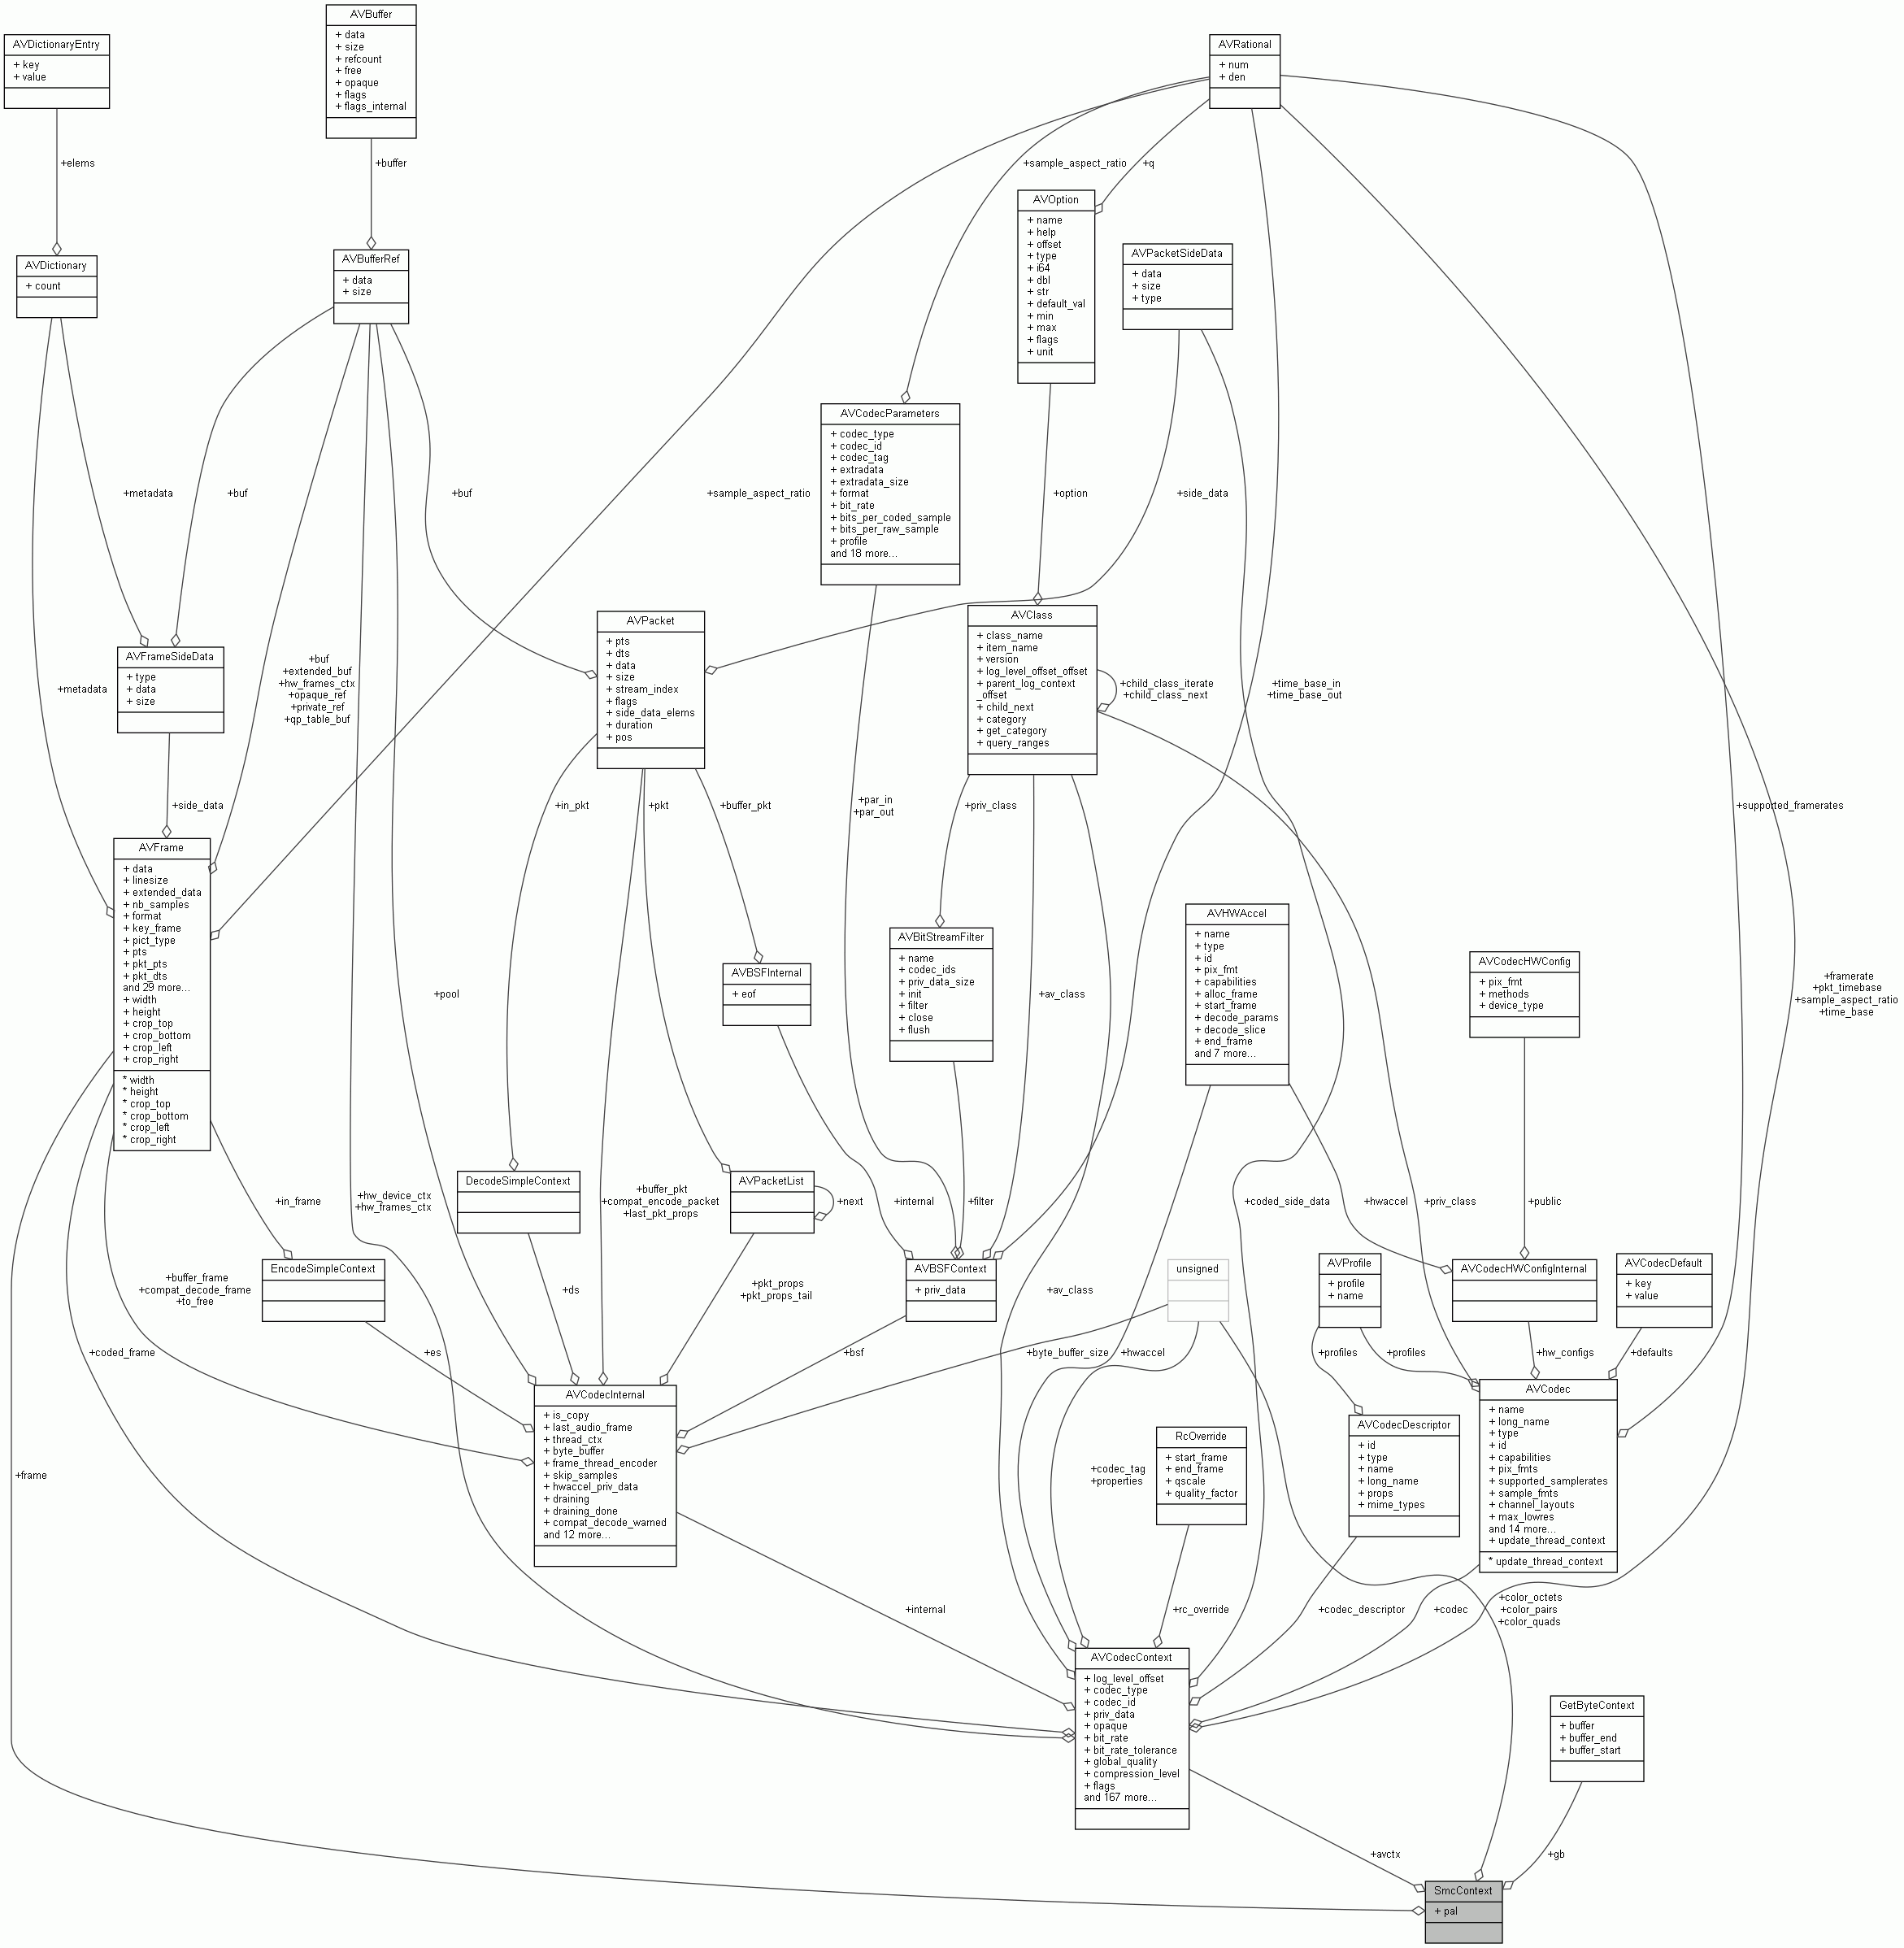 AVBuffer
+ data
+ size
+ refcount
+ free
+ opaque
+ flags
+ flags_internal
AVDictionaryEntry
+ key
+ value
AVRational
+ num
+ den
+elems
+buffer
+sample_aspect_ratio
+q
AVOption
+ name
+ help
+ offset
+ type
+ i64
+ dbl
+ str
+ default_val
+ min
+ max
+ flags
+ unit
AVPacketSideData
+ data
+ size
+ type
AVDictionary
+ count
AVBufferRef
+ data
+ size
AVCodecParameters
+ codec_type
+ codec_id
+ codec_tag
+ extradata
+ extradata_size
+ format
+ bit_rate
+ bits_per_coded_sample
+ bits_per_raw_sample
+ profile
and 18 more...
+metadata
+buf
+buf
+sample_aspect_ratio
+option
+side_data
AVFrameSideData
+ type
+ data
+ size
+metadata
+buf
+extended_buf
+hw_frames_ctx
+opaque_ref
+private_ref
+qp_table_buf
AVPacket
+ pts
+ dts
+ data
+ size
+ stream_index
+ flags
+ side_data_elems
+ duration
+ pos
AVClass
+ class_name
+ item_name
+ version
+ log_level_offset_offset
+ parent_log_context
_offset
+ child_next
+ category
+ get_category
+ query_ranges
+child_class_iterate
+child_class_next
+time_base_in
+time_base_out
+side_data
+in_pkt
+pkt
+buffer_pkt
+par_in
+par_out
+priv_class
+supported_framerates
AVFrame
+ data
+ linesize
+ extended_data
+ nb_samples
+ format
+ key_frame
+ pict_type
+ pts
+ pkt_pts
+ pkt_dts
and 29 more...
+ width
+ height
+ crop_top
+ crop_bottom
+ crop_left
+ crop_right
* width
* height
* crop_top
* crop_bottom
* crop_left
* crop_right
+pool
AVBSFInternal
+ eof
AVBitStreamFilter
+ name
+ codec_ids
+ priv_data_size
+ init
+ filter
+ close
+ flush
+av_class
AVHWAccel
+ name
+ type
+ id
+ pix_fmt
+ capabilities
+ alloc_frame
+ start_frame
+ decode_params
+ decode_slice
+ end_frame
and 7 more...
AVCodecHWConfig
+ pix_fmt
+ methods
+ device_type
+framerate
+pkt_timebase
+sample_aspect_ratio
+time_base
+in_frame
+hw_device_ctx
+hw_frames_ctx
DecodeSimpleContext
+buffer_pkt
+compat_encode_packet
+last_pkt_props
AVPacketList
+next
+internal
+filter
+coded_side_data
+hwaccel
+priv_class
+public
+buffer_frame
+compat_decode_frame
+to_free
EncodeSimpleContext
+ds
+pkt_props
+pkt_props_tail
AVBSFContext
+ priv_data
+av_class
unsigned
AVProfile
+ profile
+ name
AVCodecHWConfigInternal
AVCodecDefault
+ key
+ value
+coded_frame
+es
+bsf
+byte_buffer_size
+hwaccel
+profiles
+profiles
+hw_configs
+defaults
AVCodecInternal
+ is_copy
+ last_audio_frame
+ thread_ctx
+ byte_buffer
+ frame_thread_encoder
+ skip_samples
+ hwaccel_priv_data
+ draining
+ draining_done
+ compat_decode_warned
and 12 more...
+frame
+codec_tag
+properties
RcOverride
+ start_frame
+ end_frame
+ qscale
+ quality_factor
AVCodecDescriptor
+ id
+ type
+ name
+ long_name
+ props
+ mime_types
AVCodec
+ name
+ long_name
+ type
+ id
+ capabilities
+ pix_fmts
+ supported_samplerates
+ sample_fmts
+ channel_layouts
+ max_lowres
and 14 more...
+ update_thread_context
* update_thread_context
+internal
+rc_override
+codec_descriptor
+codec
+color_octets
+color_pairs
+color_quads
AVCodecContext
+ log_level_offset
+ codec_type
+ codec_id
+ priv_data
+ opaque
+ bit_rate
+ bit_rate_tolerance
+ global_quality
+ compression_level
+ flags
and 167 more...
GetByteContext
+ buffer
+ buffer_end
+ buffer_start
+avctx
+gb
SmcContext
+ pal